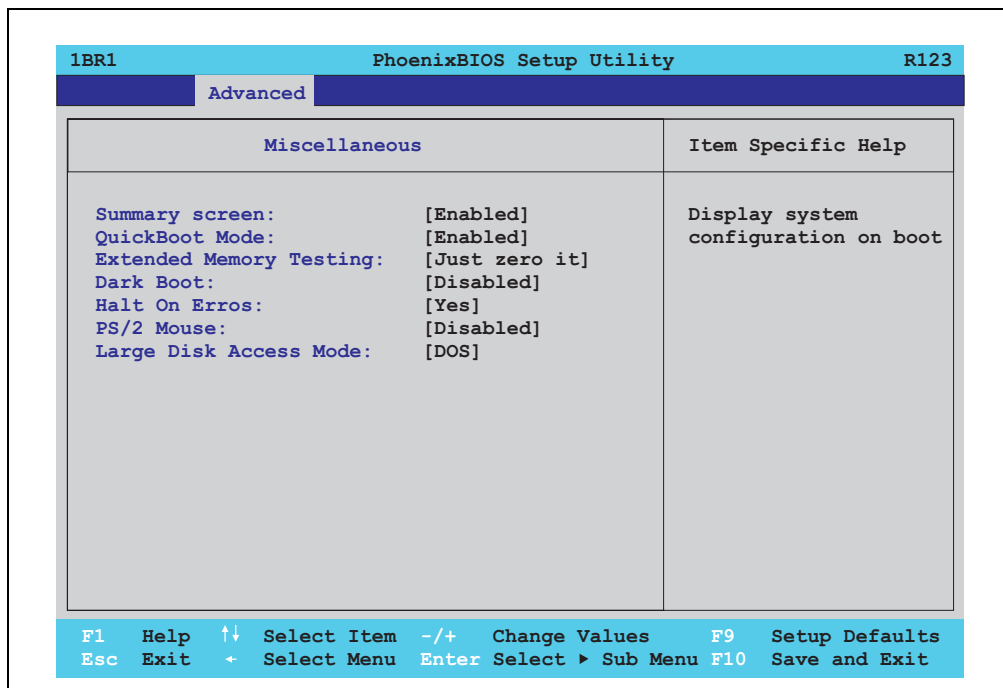 1BR1 PhoenixBIOS Setup Utility R123
Advanced
Miscellaneous Item Specific Help
Summary screen: [Enabled] Display system
QuickBoot Mode: [Enabled] configuration on boot
Extended Memory Testing: [Just zero it]
Dark Boot: [Disabled]
Halt On Erros: [Yes]
PS/2 Mouse: [Disabled]
Large Disk Access Mode: [DOS]
F1 Help ↑↓ Select Item -/+ Change Values F9 Setup Defaults
Esc Exit ← Select Menu Enter Select ▶ Sub Menu F10 Save and Exit